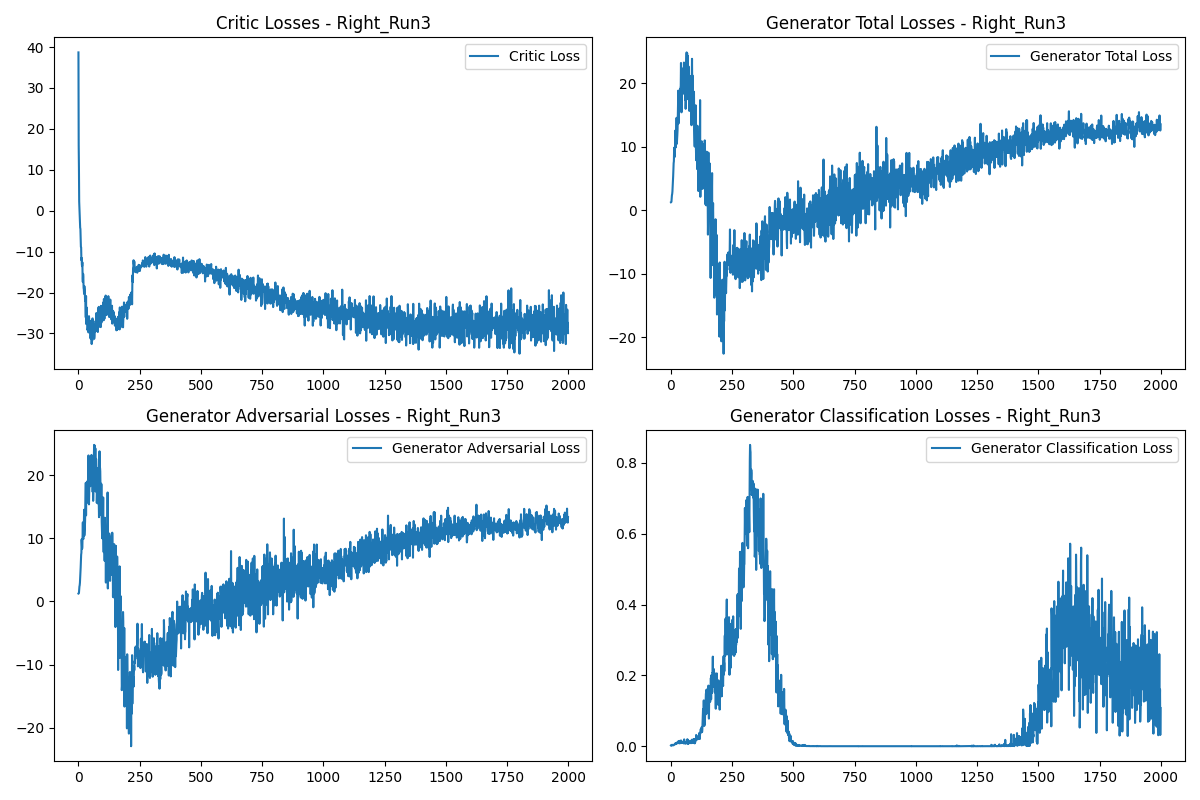 Critic Losses - Right_Run3
Critic Loss
40
30
20
10
0
−10
−20
−30
0 250 500 750 1000 1250 1500 1750 2000
Generator Total Losses - Right_Run3
Generator Total Loss
20
10
0
−10
−20
0 250 500 750 1000 1250 1500 1750 2000
Generator Adversarial Losses - Right_Run3
Generator Adversarial Loss
20
10
0
−10
−20
0 250 500 750 1000 1250 1500 1750 2000
Generator Classification Losses - Right_Run3
Generator Classification Loss
0.8
0.6
0.4
0.2
0.0
0 250 500 750 1000 1250 1500 1750 2000